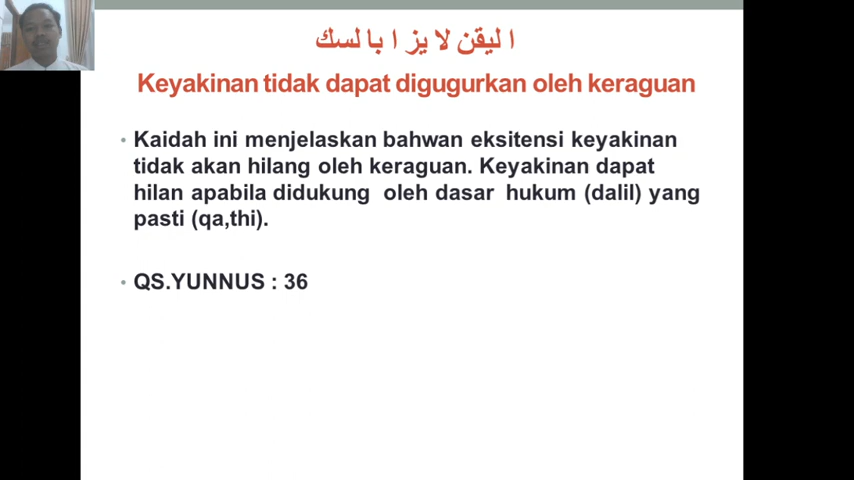 ا ليقن لا يز ا با لسك
Keyakinan tidak dapat digugurkan oleh keraguan
• Kaidah ini menjelaskan bahwan eksitensi keyakinan
tidak akan hilang oleh keraguan. Keyakinan dapat
hilan apabila didukung oleh dasar hukum (dalil) yang
pasti (qa,thi).
• QS.YUNNUS : 36